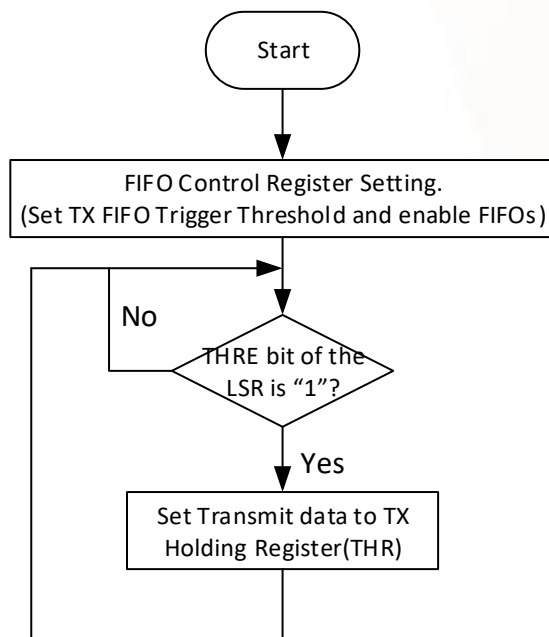 Start
FIFO Control Register Setting.
(Set TX FIFO Trigger Threshold and enable FIFOs)
No
THRE bit of the
LSR is “1”?
Yes
Set Transmit data to TX
Holding Register(THR)